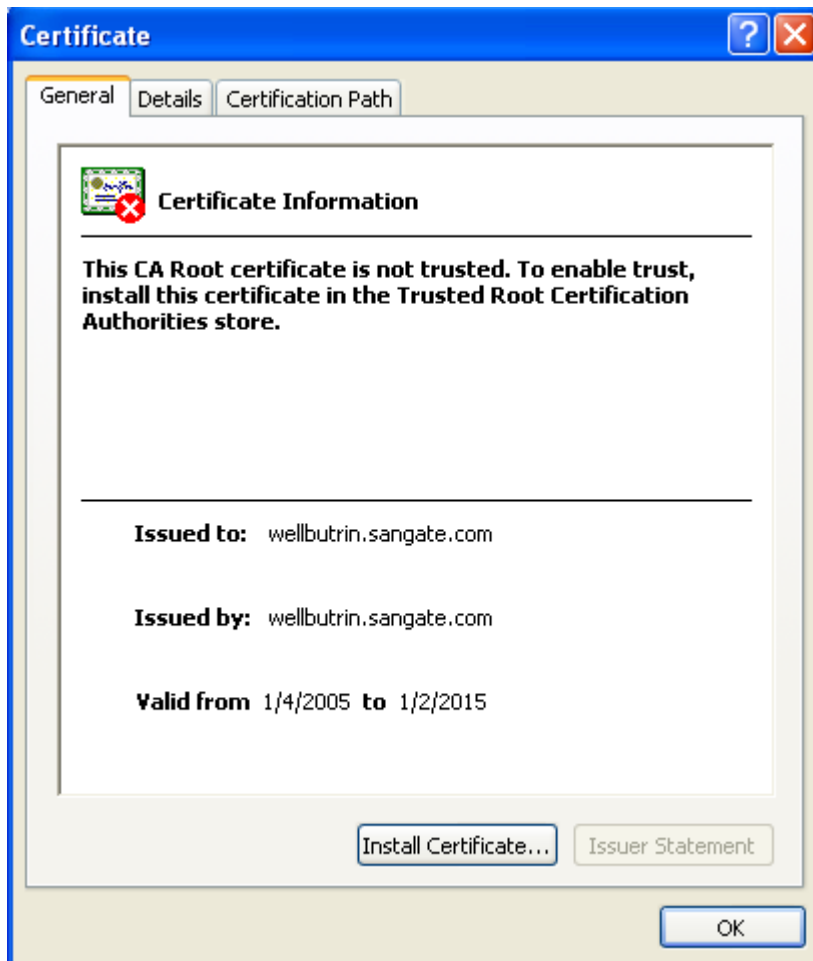 Certificate
General Details Certification Path
Certificate Information
This CA Root certificate is not trusted. To enable trust,
install this certificate in the Trusted Root Certification
Authorities store.
Issued to: wellbutrin.sangate.com
Issued by: wellbutrin.sangate.com
Valid from 1/4/2005 to 1/2/2015
Install Certificate... Issuer Statement
OK